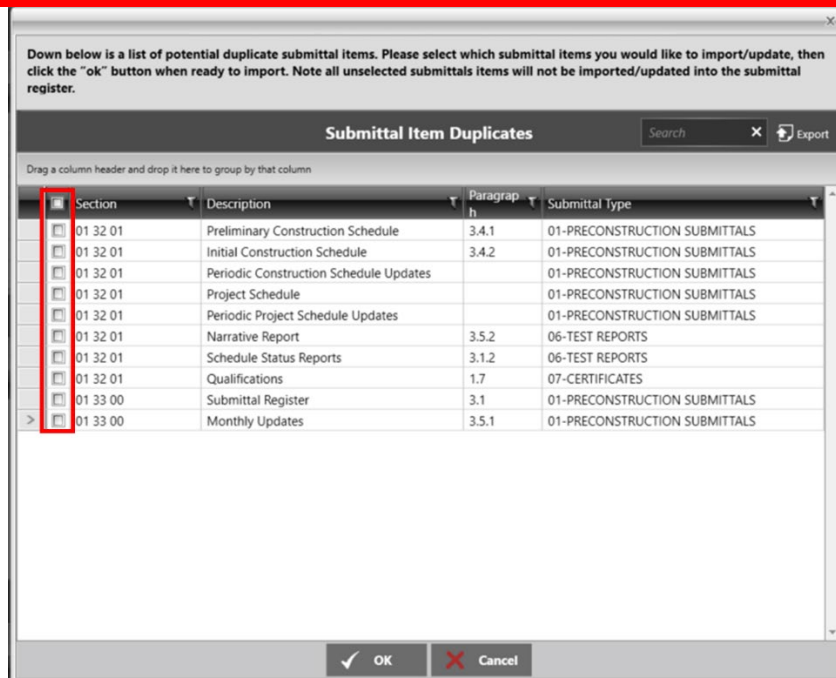 Down below is a list of potential duplicate submittal items. Please select which submittal items you would like to import/update, then
click the "ok" button when ready to import. Note all unselected submittals items will not be imported/updated into the submittal
register.
Submittal Item Duplicates
Search
Export
Drag a column header and drop it here to group by that column
Section Description Paragrap
h Submittal Type
01 32 01 Preliminary Construction Schedule 3.4.1 01-PRECONSTRUCTION SUBMITTALS
01 32 01 Initial Construction Schedule 3.4.2 01-PRECONSTRUCTION SUBMITTALS
01 32 01 Periodic Construction Schedule Updates 01-PRECONSTRUCTION SUBMITTALS
01 32 01 Project Schedule 01-PRECONSTRUCTION SUBMITTALS
01 32 01 Periodic Project Schedule Updates 01-PRECONSTRUCTION SUBMITTALS
01 32 01 Narrative Report 3.5.2 06-TEST REPORTS
01 32 01 Schedule Status Reports 3.1.2 06-TEST REPORTS
01 32 01 Qualifications 1.7 07-CERTIFICATES
01 33 00 Submittal Register 3.1 01-PRECONSTRUCTION SUBMITTALS
01 33 00 Monthly Updates 3.5.1 01-PRECONSTRUCTION SUBMITTALS
OK Cancel